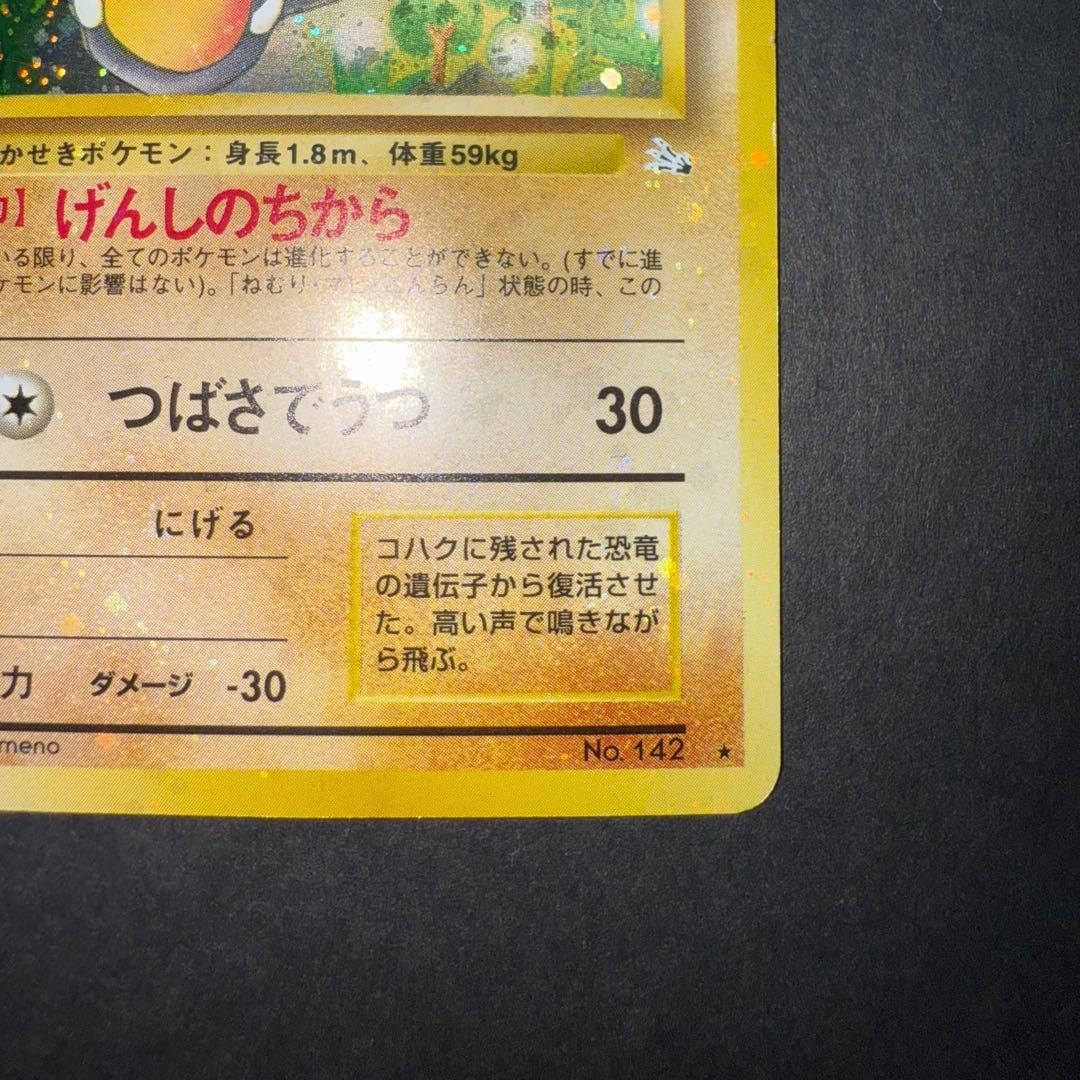 かせきポケモン：身長1.8m、体重59kg
】げんしのちから
いる限り、全てのポケモンは進化することができない。(すでに進
ケモンに影響はない)。「ねむり・マヒ・こんらん」状態の時、この
つばさでうつ 30
にげる
コハクに残された恐竜
の遺伝子から復活させ
た。高い声で鳴きなが
ら飛ぶ。
力 ダメージ -30
meno
No. 142 ★